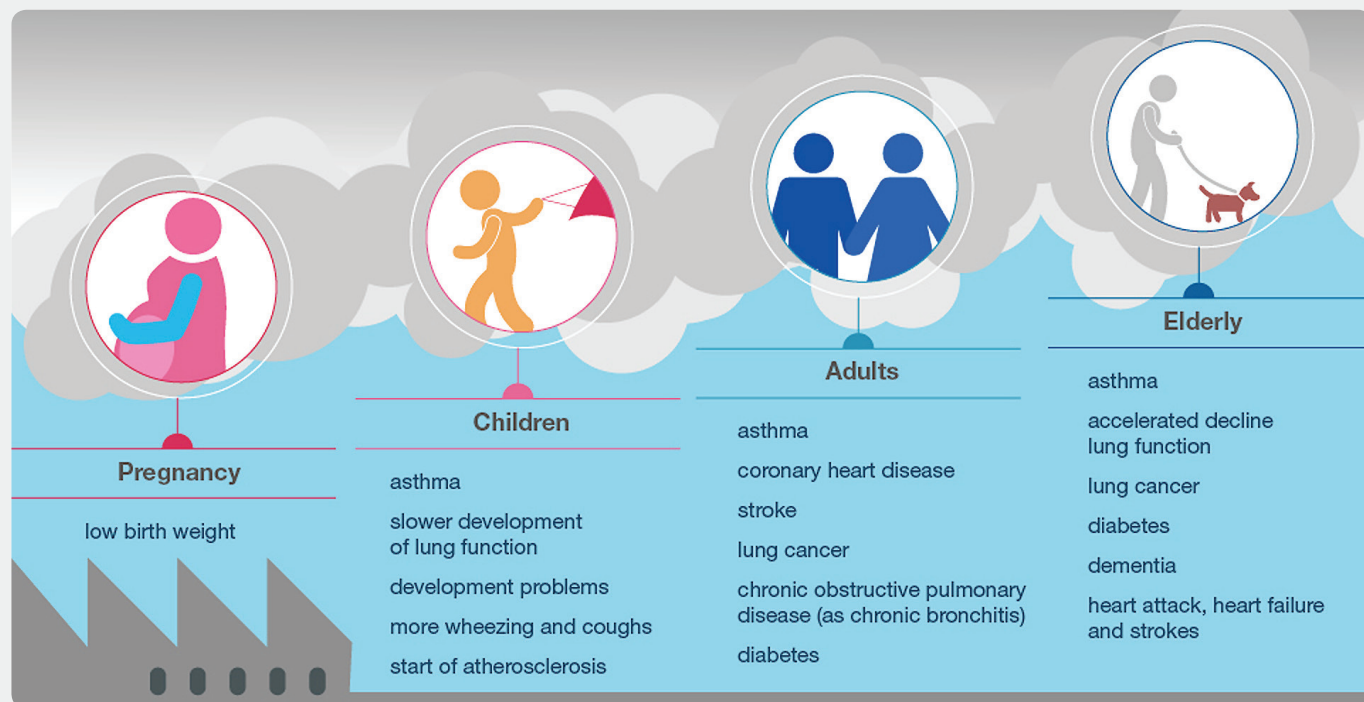 Pregnancy
low birth weight
Children
asthma
slower development
of lung function
development problems
more wheezing and coughs
start of atherosclerosis
Adults
asthma
coronary heart disease
stroke
lung cancer
chronic obstructive pulmonary
disease (as chronic bronchitis)
diabetes
Elderly
asthma
accelerated decline
lung function
lung cancer
diabetes
dementia
heart attack, heart failure
and strokes